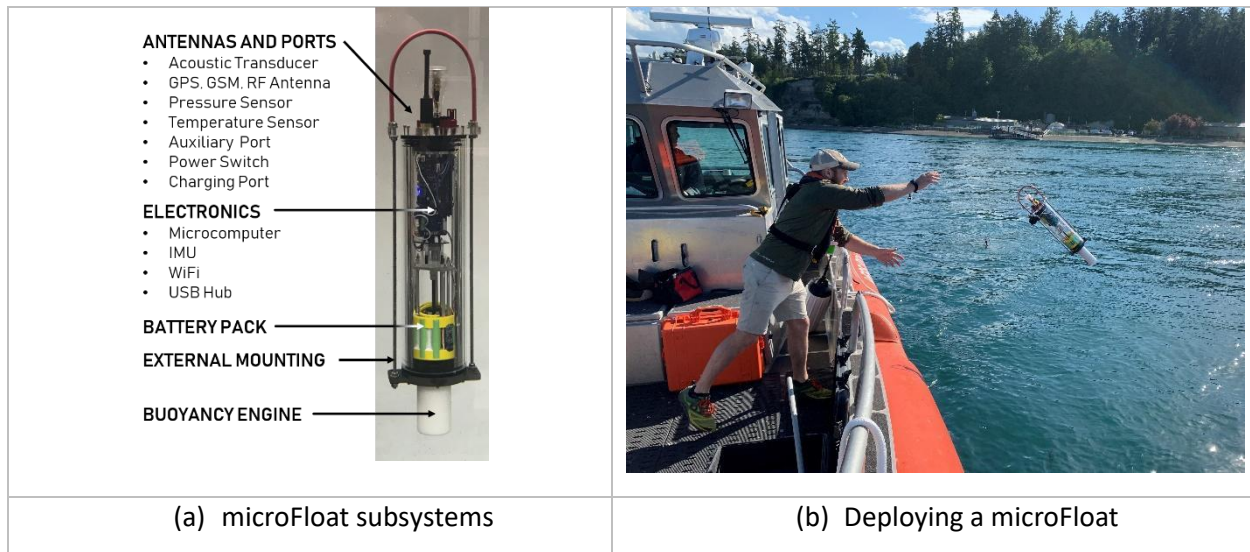 ANTENNAS AND PORTS
• Acoustic Transducer
• GPS, GSM, RF Antenna
• Pressure Sensor
• Temperature Sensor
• Auxiliary Port
• Power Switch
• Charging Port
ELECTRONICS
• Microcomputer
• IMU
• WiFi
• USB Hub
BATTERY PACK
EXTERNAL MOUNTING
BUOYANCY ENGINE
(a) microFloat subsystems
(b) Deploying a microFloat